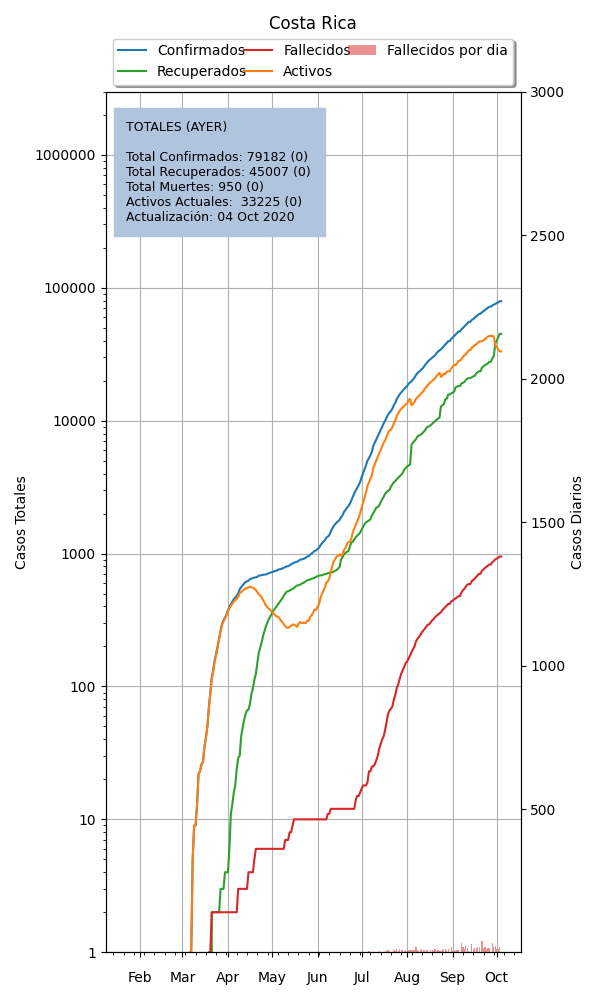 Costa Rica
Confirmados Fallecidos Fallecidos por dia
Recuperados Activos
TOTALES (AYER)
Total Confirmados: 79182 (0)
Total Recuperados: 45007 (0)
Total Muertes: 950 (0)
Activos Actuales:  33225 (0)
Actualización: 04 Oct 2020
Casos Totales
1000000
100000
10000
1000
100
10
1
Casos Diarios
3000
2500
2000
1500
1000
500
Feb Mar Apr May Jun Jul Aug Sep Oct